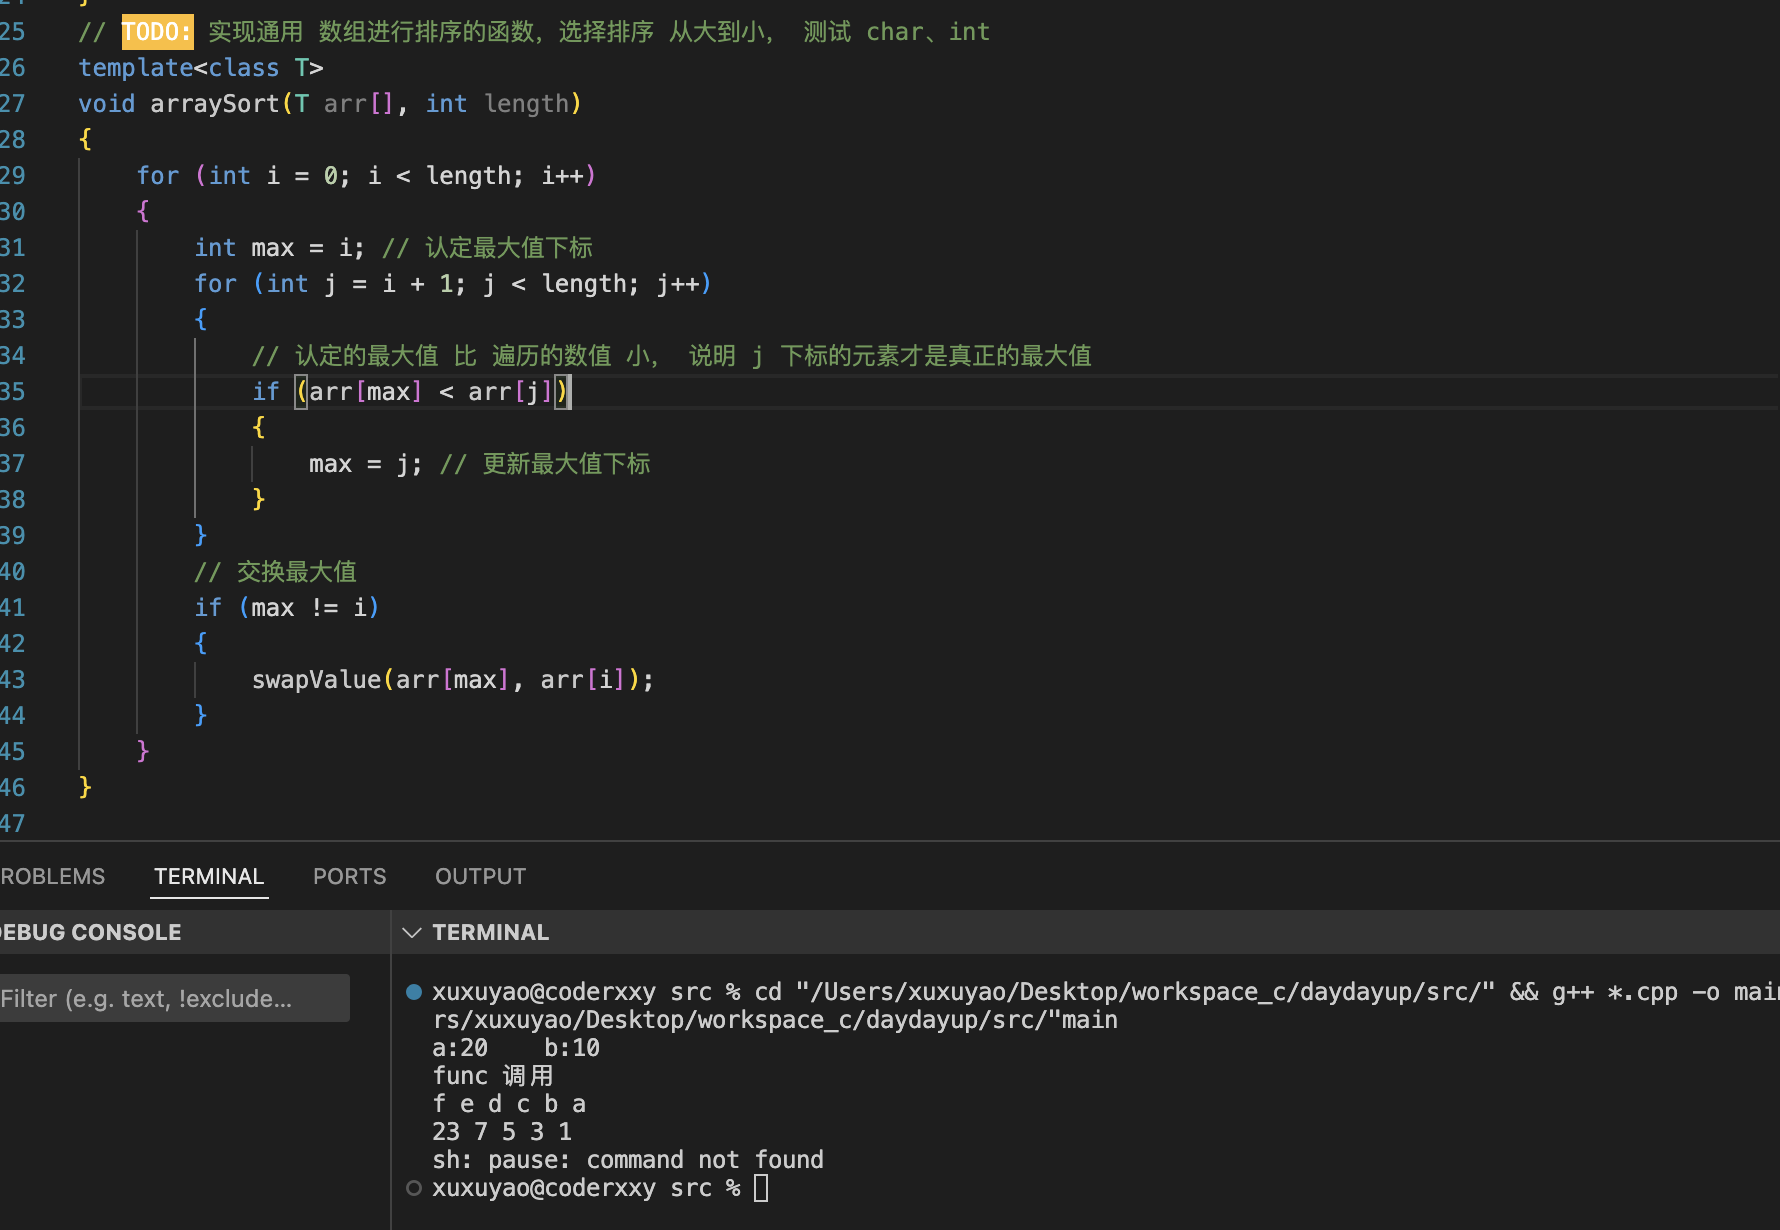 25 // TODO: 实现通用 数组进行排序的函数，选择排序 从大到小， 测试 char、int
26 template<class T>
27 void arraySort(T arr[], int length)
28 {
29 for (int i = 0; i < length; i++)
30 {
31 int max = i; // 认定最大值下标
32 for (int j = i + 1; j < length; j++)
33 {
34 // 认定的最大值 比 遍历的数值 小， 说明 j 下标的元素才是真正的最大值
35 if (arr[max] < arr[j])
36 {
37 max = j; // 更新最大值下标
38 }
39 }
40 // 交换最大值
41 if (max != i)
42 {
43 swapValue(arr[max], arr[i]);
44 }
45 }
46 }
47
ROBLEMS TERMINAL PORTS OUTPUT
DEBUG CONSOLE
Filter (e.g. text, !exclude...
TERMINAL
xuxuyao@coderxxy src % cd "/Users/xuxuyao/Desktop/workspace_c/daydayup/src/" && g++ *.cpp -o mai
rs/xuxuyao/Desktop/workspace_c/daydayup/src/"main
a:20 b:10
func 调用
f e d c b a
23 7 5 3 1
sh: pause: command not found
xuxuyao@coderxxy src %